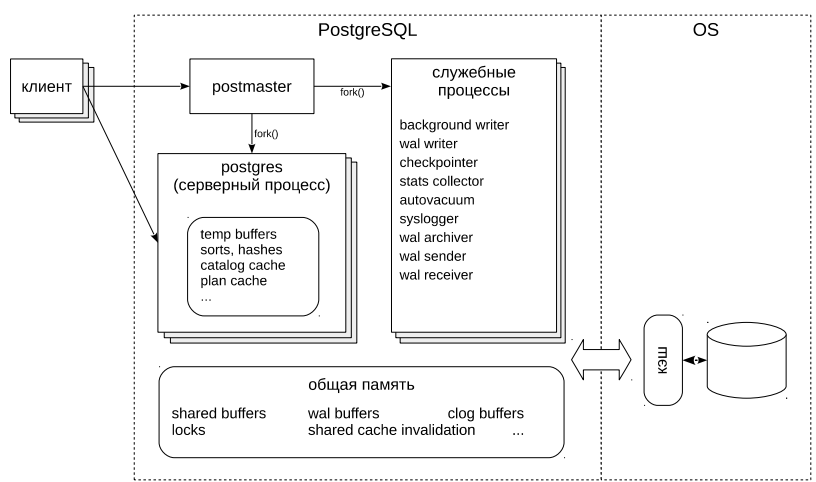 PostgreSQL
OS
клиент
postmaster
fork()
fork()
служебные
процессы
background writer
wal writer
checkpointer
stats collector
autovacuum
syslogger
wal archiver
wal sender
wal receiver
postgres
(серверный процесс)
temp buffers
sorts, hashes
catalog cache
plan cache
...
кэш
общая память
shared buffers wal buffers clog buffers
locks shared cache invalidation ...